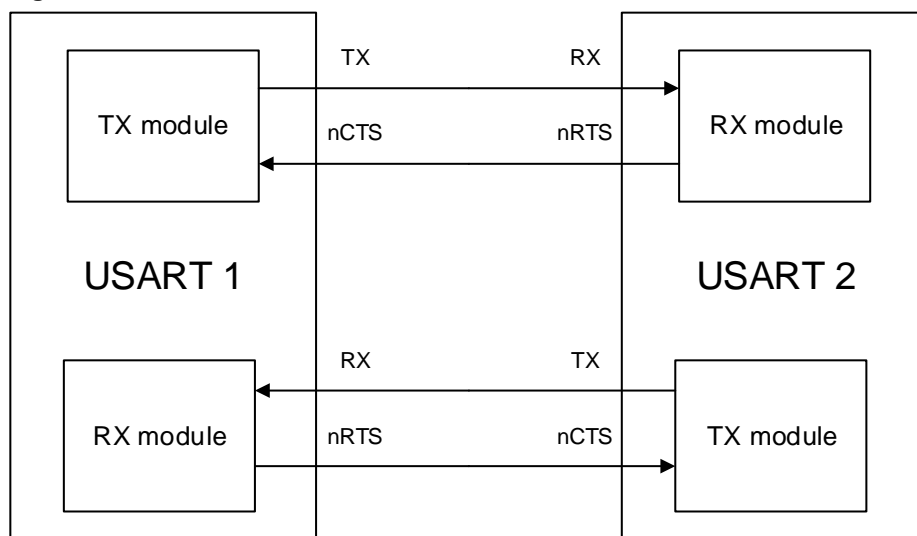 TX RX
TX module nCTS nRTS RX module
USART 1 USART 2
RX TX
RX module nRTS nCTS TX module